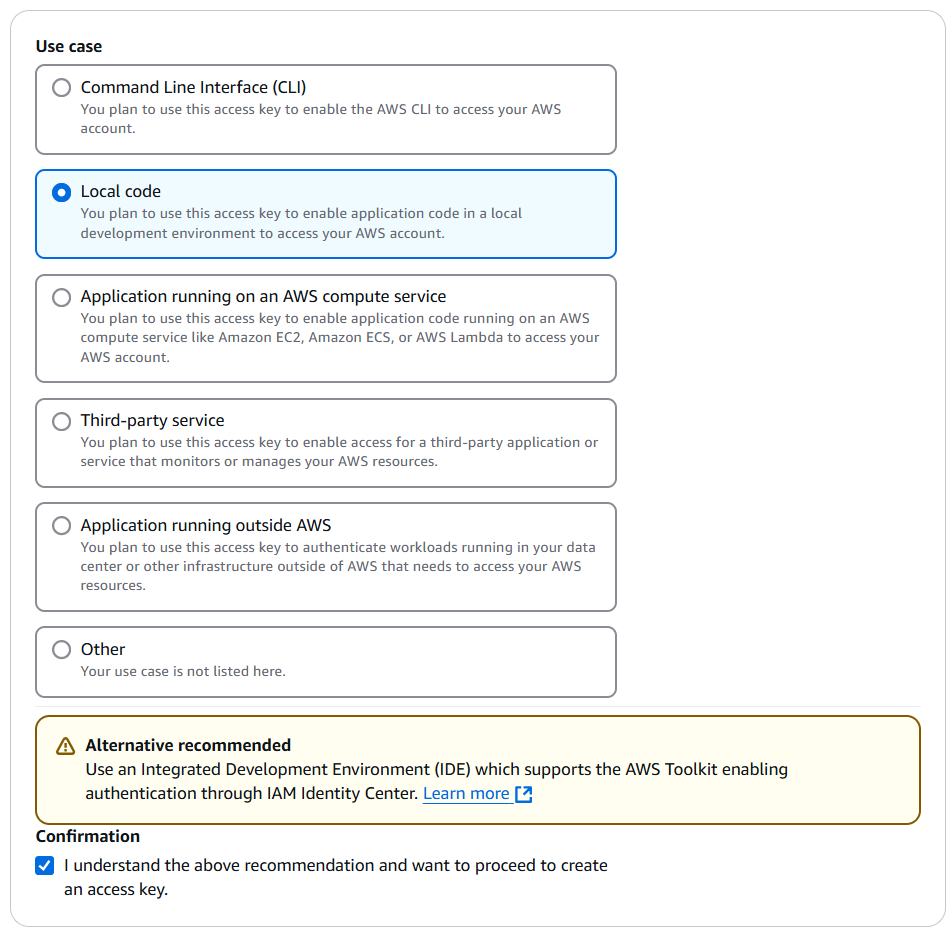 Use case
Command Line Interface (CLI)
You plan to use this access key to enable the AWS CLI to access your AWS
account.
Local code
You plan to use this access key to enable application code in a local
development environment to access your AWS account.
Application running on an AWS compute service
You plan to use this access key to enable application code running on an AWS
compute service like Amazon EC2, Amazon ECS, or AWS Lambda to access your
AWS account.
Third-party service
You plan to use this access key to enable access for a third-party application or
service that monitors or manages your AWS resources.
Application running outside AWS
You plan to use this access key to authenticate workloads running in your data
center or other infrastructure outside of AWS that needs to access your AWS
resources.
Other
Your use case is not listed here.
Alternative recommended
Use an Integrated Development Environment (IDE) which supports the AWS Toolkit enabling
authentication through IAM Identity Center. Learn more
Confirmation
I understand the above recommendation and want to proceed to create
an access key.